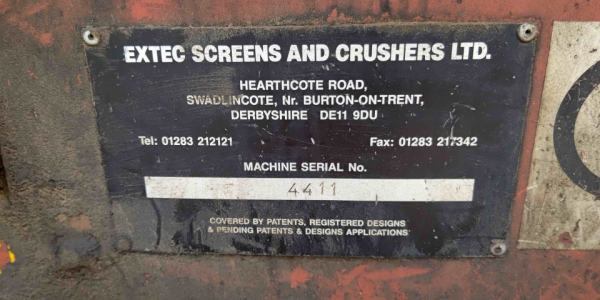 EXTEC SCREENS AND CRUSHERS LTD.
HEARTHCOTE ROAD,
SWADLINCOTE, Nr. BURTON-ON-TRENT,
DERBYSHIRE DE11 9DU
Tel: 01283 212121 Fax: 01283 217342
MACHINE SERIAL No.
4411
COVERED BY PATENTS, REGISTERED DESIGNS
& PENDING PATENTS & DESIGNS APPLICATIONS